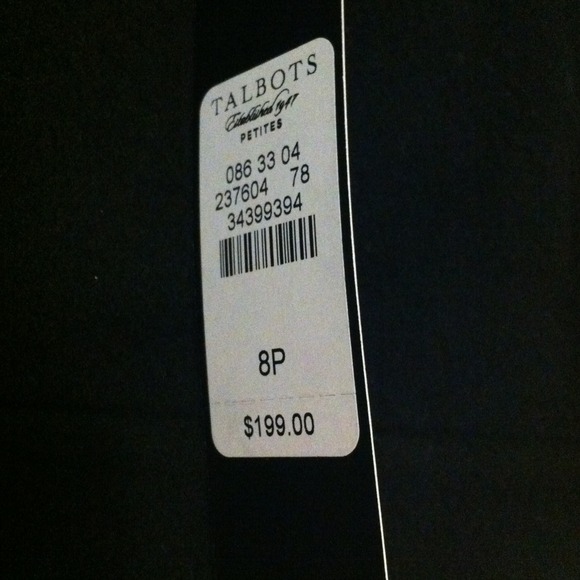 TALBOTS
Established 1947
PETITES
086 33 04
237604 78
34399394
8P
$199.00